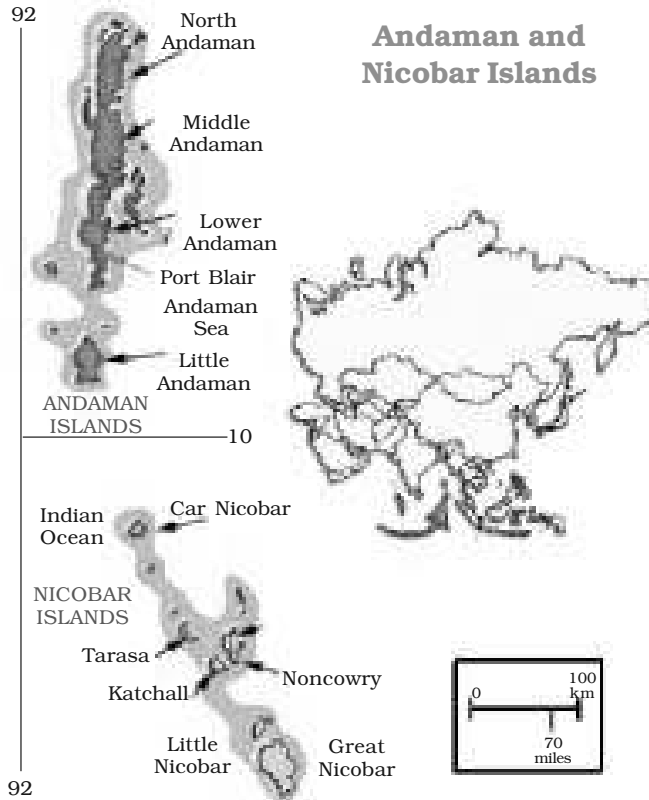 92
North
Andaman
Andaman and
Nicobar Islands
Middle
Andaman
Lower
Andaman
Port Blair
Andaman
Sea
Little
Andaman
ANDAMAN
ISLANDS
10
Indian
Ocean
Car Nicobar
NICOBAR
ISLANDS
Tarasa
Katchall
Noncowry
Little
Nicobar
Great
Nicobar
0
100
km
70
miles
92